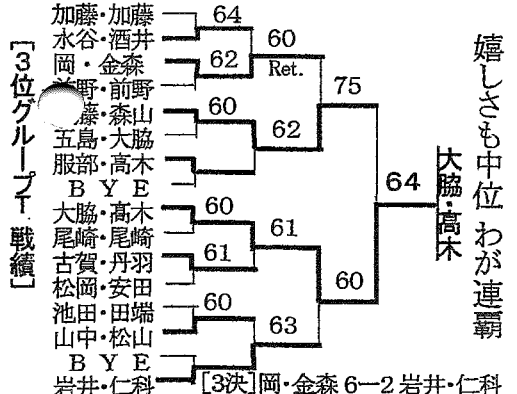 嬉しさも中位 わが連覇
[3位グループT 戦績]
加藤・加藤
水谷・酒井
岡・金森
野・前野
藤・森山
五島・大脇
服部・高木
B Y E
大脇・髙木
尾崎・尾崎
古賀・丹羽
松岡・安田
池田・田端
山中・松山
B Y E
岩井・仁科
64
62
60
60
61
60
60
Ret.
62
61
63
75
60
64
大脇・高木
[3決]岡・金森6―2岩井・仁科